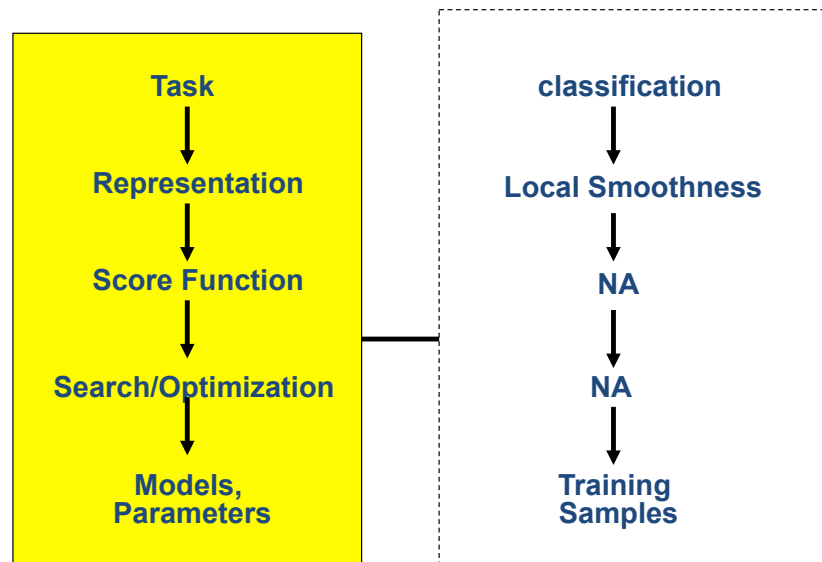 Task
Representation
Score Function
Search/Optimization
Models,
Parameters
classification
Local Smoothness
NA
NA
Training
Samples